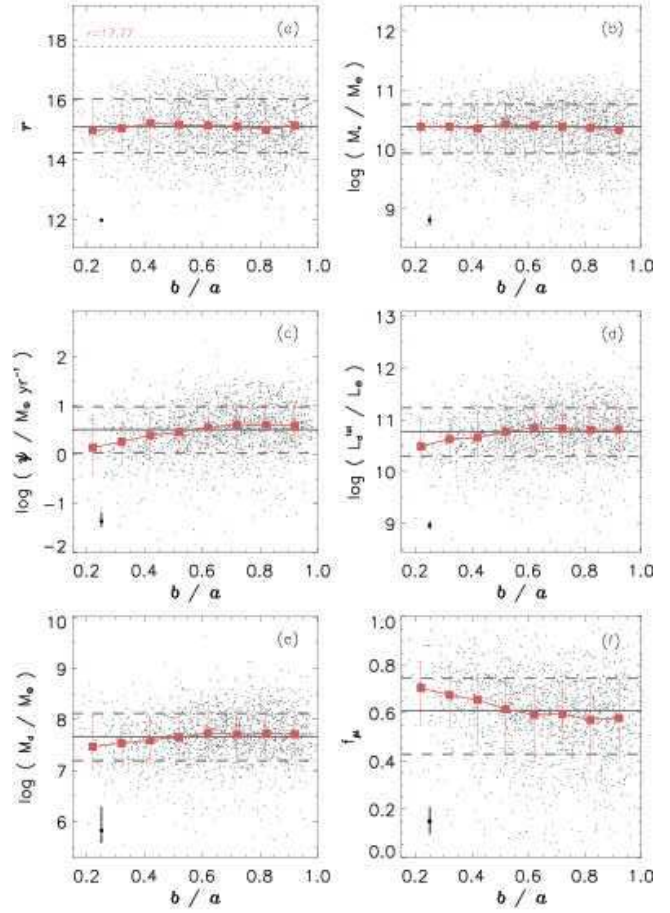 r=17.77
(a)
18
16
14
12
r
0.2 0.4 0.6 0.8 1.0
b / a
(b)
12
11
10
9
log ( M* / M⊙ )
0.2 0.4 0.6 0.8 1.0
b / a
(c)
2
1
0
-1
-2
log ( ψ / M⊙ yr⁻¹ )
0.2 0.4 0.6 0.8 1.0
b / a
(d)
13
12
11
10
9
log ( L_d^tot / L⊙ )
0.2 0.4 0.6 0.8 1.0
b / a
(e)
10
9
8
7
6
log ( M_d / M⊙ )
0.2 0.4 0.6 0.8 1.0
b / a
(f)
1.0
0.8
0.6
0.4
0.2
0.0
f_μ
0.2 0.4 0.6 0.8 1.0
b / a